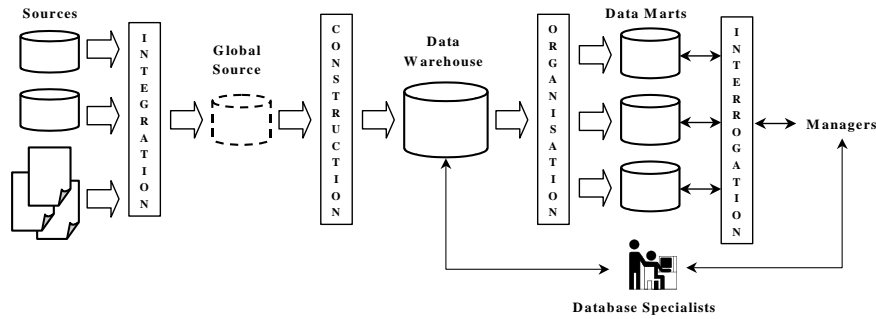 Sources
INTEGRATION
Global
Source
CONSTRUCTION
Data
Warehouse
ORGANISATION
Data Marts
INTERROGATION
Managers
Database Specialists